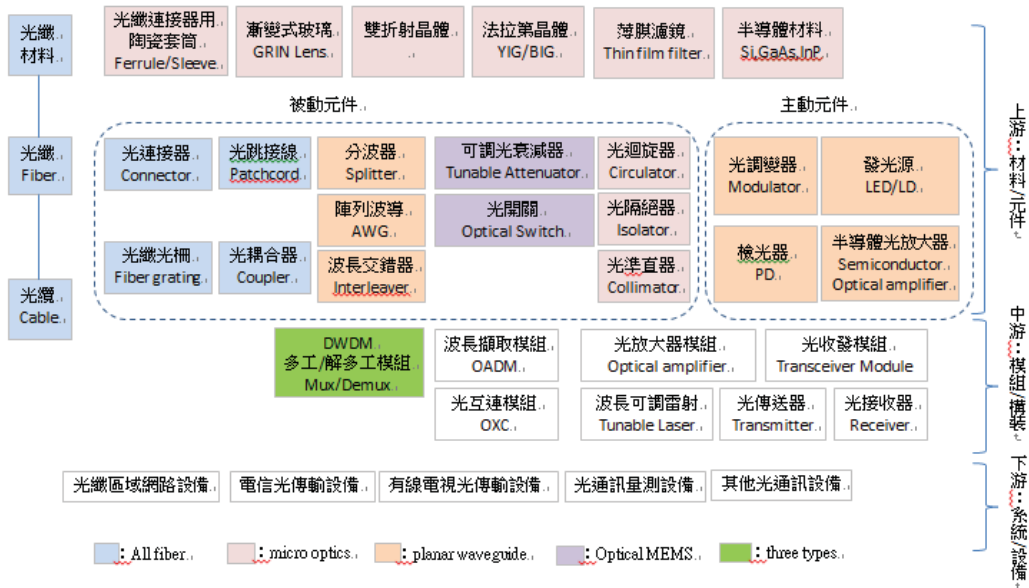 光纖
材料
光纖連接器用
陶瓷套筒
Ferrule/Sleeve
漸變式玻璃
GRIN Lens
雙折射晶體
法拉第晶體
YIG/BIG
薄膜濾鏡
Thin film filter
半導體材料
Si,GaAs,InP
被動元件
主動元件
光纖
Fiber
光連接器
Connector
光跳接線
Patchcord
分波器
Splitter
可調光衰減器
Tunable Attenuator
光迴旋器
Circulator
光調變器
Modulator
發光源
LED/LD
陣列波導
AWG
光開關
Optical Switch
光隔絕器
Isolator
光纖光柵
Fiber grating
光耦合器
Coupler
波長交錯器
Interleaver
光準直器
Collimator
檢光器
PD
半導體光放大器
Semiconductor
Optical amplifier
光纜
Cable
上游：材料/元件
DWDM
多工/解多工模組
Mux/Demux
波長擷取模組
OADM
光放大器模組
Optical amplifier
光收發模組
Transceiver Module
光互連模組
OXC
波長可調雷射
Tunable Laser
光傳送器
Transmitter
光接收器
Receiver
中游：模組/構裝
光纖區域網路設備
電信光傳輸設備
有線電視光傳輸設備
光通訊量測設備
其他光通訊設備
下游：系統/設備
：All fiber
：micro optics
：planar waveguide
：Optical MEMS
：three types